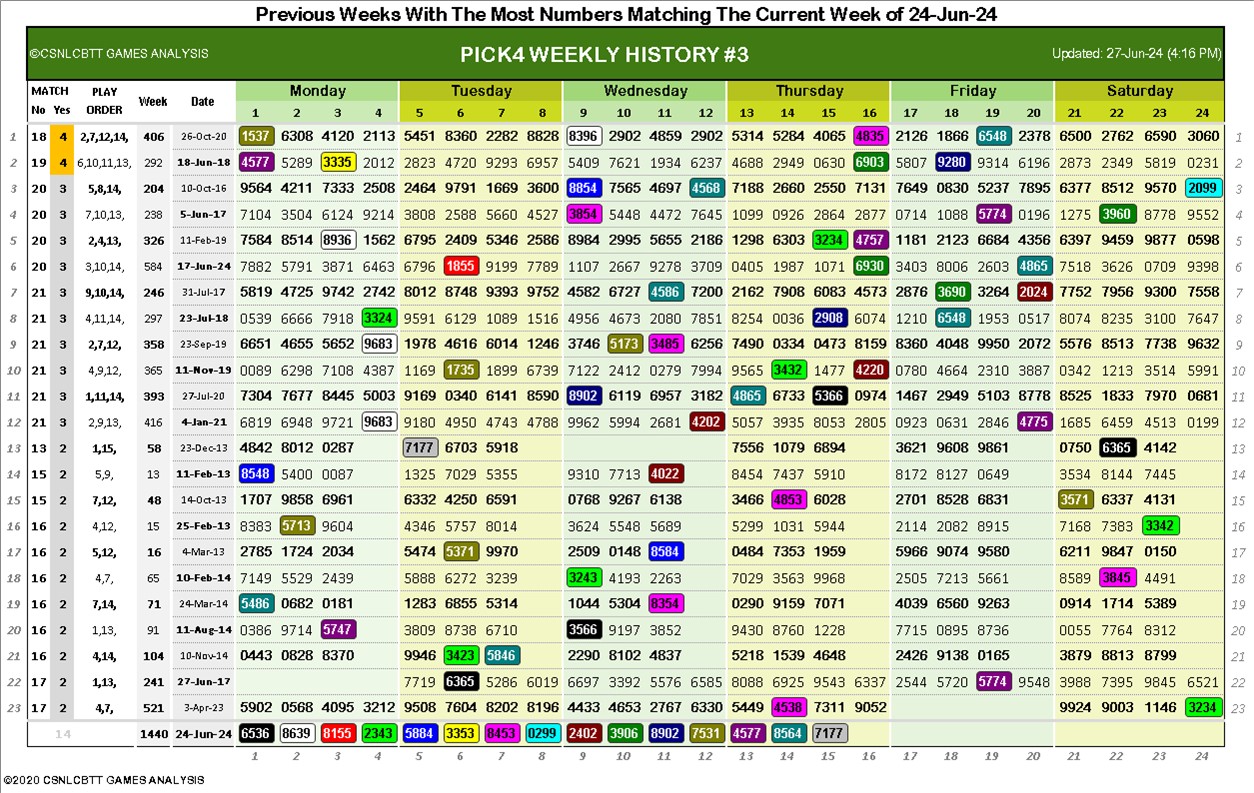 Previous Weeks With The Most Numbers Matching The Current Week of 24-Jun-24
©CSNLCBTT GAMES ANALYSIS PICK4 WEEKLY HISTORY #3 Updated: 27-Jun-24 (4:16 PM)
MATCH PLAY Week Date Monday Tuesday Wednesday Thursday Friday Saturday
No Yes ORDER 1 2 3 4 5 6 7 8 9 10 11 12 13 14 15 16 17 18 19 20 21 22 23 24
1 18 4 2,7,12,14, 406 26-Oct-20 1537 6308 4120 2113 5451 8360 2282 8828 8396 2902 4859 2902 5314 5284 4065 4835 2126 1866 6548 2378 6500 2762 6590 3060 1
2 19 4 6,10,11,13, 292 18-Jun-18 4577 5289 3335 2012 2823 4720 9293 6957 5409 7621 1934 6237 4688 2949 0630 6903 5807 9280 9314 6196 2873 2349 5819 0231 2
3 20 3 5,8,14, 204 10-Oct-16 9564 4211 7333 2508 2464 9791 1669 3600 8854 7565 4697 4568 7188 2660 2550 7131 7649 0830 5237 7895 6377 8512 9570 2099 3
4 20 3 7,10,13, 238 5-Jun-17 7104 3504 6124 9214 3808 2588 5660 4527 3854 5448 4472 7645 1099 0926 2864 2877 0714 1088 5774 0196 1275 3960 8778 9552 4
5 20 3 2,4,13, 326 11-Feb-19 7584 8514 8936 1562 6795 2409 5346 2586 8984 2995 5655 2186 1298 6303 3234 4757 1181 2123 6684 4356 6397 9459 9877 0598 5
6 20 3 3,10,14, 584 17-Jun-24 7882 5791 3871 6463 6796 1855 9199 7789 1107 2667 9278 3709 0405 1987 1071 6930 3403 8006 2603 4865 7518 3626 0709 9398 6
7 21 3 9,10,14, 246 31-Jul-17 5819 4725 9742 2742 8012 8748 9393 9752 4582 6727 4586 7200 2162 7908 6083 4573 2876 3690 3264 2024 7752 7956 9300 7558 7
8 21 3 4,11,14, 297 23-Jul-18 0539 6666 7918 3324 9591 6129 1089 1516 4956 4673 2080 7851 8254 0036 2908 6074 1210 6548 1953 0517 8074 8235 3100 7647 8
9 21 3 2,7,12, 358 23-Sep-19 6651 4655 5652 9683 1978 4616 6014 1246 3746 5173 3485 6256 7490 0334 0473 8159 8360 4048 9950 2072 5576 8513 7738 9632 9
10 21 3 4,9,12, 365 11-Nov-19 0089 6298 7108 4387 1169 1735 1899 6739 7122 2412 0279 7994 9565 3432 1477 4220 0780 4664 2310 3887 0342 1213 3514 5991 10
11 21 3 1,11,14, 393 27-Jul-20 7304 7677 8445 5003 9169 0340 6141 8590 8902 6119 6957 3182 4865 6733 5366 0974 1467 2949 5103 8778 8525 1833 7970 0681 11
12 21 3 2,9,13, 416 4-Jan-21 6819 6948 9721 9683 9180 4950 4743 4788 9962 5994 2681 4202 5057 3935 8053 2805 0923 0631 2846 4775 1685 6459 4513 0199 12
13 13 2 1,15, 58 23-Dec-13 4842 8012 0287 7177 6703 5918 7556 1079 6894 3621 9608 9861 0750 6365 4142 13
14 15 2 5,9, 13 11-Feb-13 8548 5400 0087 1325 7029 5355 9310 7713 4022 8454 7437 5910 8172 8127 0649 3534 8144 7445 14
15 15 2 7,12, 48 14-Oct-13 1707 9858 6961 6332 4250 6591 0768 9267 6138 3466 4853 6028 2701 8528 6831 3571 6337 4131 15
16 16 2 4,12, 15 25-Feb-13 8383 5713 9604 4346 5757 8014 3624 5548 5689 5299 1031 5944 2114 2082 8915 7168 7383 3342 16
17 16 2 5,12, 16 4-Mar-13 2785 1724 2034 5474 5371 9970 2509 0148 8584 0484 7353 1959 5966 9074 9580 6211 9847 0150 17
18 16 2 4,7, 65 10-Feb-14 7149 5529 2439 5888 6272 3239 3243 4193 2263 7029 3563 9968 2505 7213 5661 8589 3845 4491 18
19 16 2 7,14, 71 24-Mar-14 5486 0682 0181 1283 6855 5314 1044 5304 8354 0290 9159 7071 4039 6560 9263 0914 1714 5389 19
20 16 2 1,13, 91 11-Aug-14 0386 9714 5747 3809 8738 6710 3566 9197 3852 9430 8760 1228 7715 0895 8736 0055 7764 8312 20
21 16 2 4,14, 104 10-Nov-14 0443 0828 8370 9946 3423 5846 2290 8102 4837 5218 1539 4648 2426 9138 0165 3879 8813 8799 21
22 17 2 1,13, 241 27-Jun-17 7719 6365 5286 6019 6697 3392 5576 6585 8088 6925 9543 6337 2544 5720 5774 9548 3988 7395 9845 6521 22
23 17 2 4,7, 521 3-Apr-23 5902 0568 4095 3212 9508 7604 8202 8196 4433 4653 2767 6330 5449 4538 7311 9052 9924 9003 1146 3234 23
14 1440 24-Jun-24 6536 8639 8155 2343 5884 3353 8453 0299 2402 3906 8902 7531 4577 8564 7177
1 2 3 4 5 6 7 8 9 10 11 12 13 14 15 16 17 18 19 20 21 22 23 24
©2020 CSNLCBTT GAMES ANALYSIS